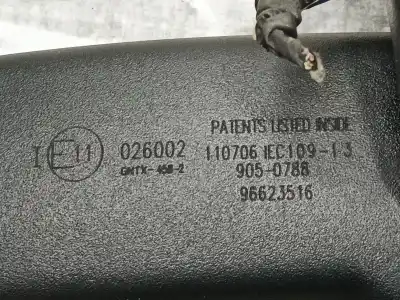 PATENTS LISTED INSIDE
I E11 026002 110706 IEC109-13
GNTX-458-2 905-0788
96623516